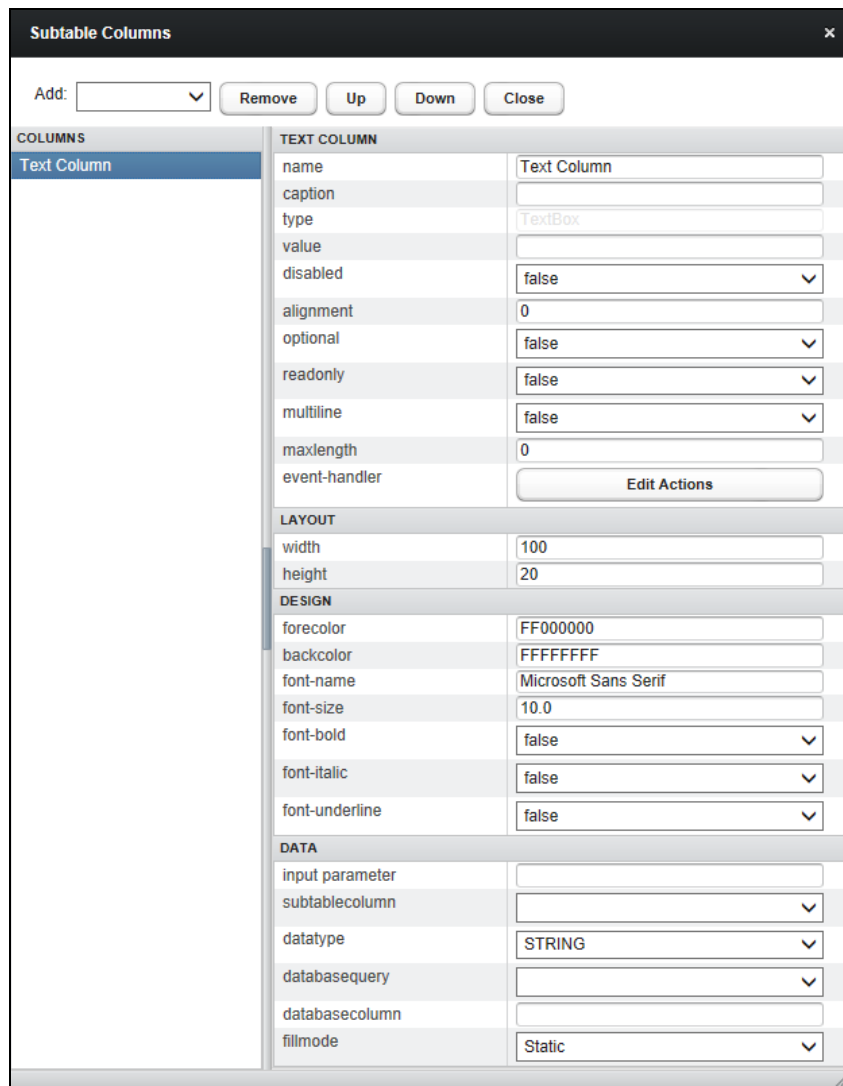 Subtable Columns ×
Add: Remove Up Down Close
COLUMNS
Text Column
TEXT COLUMN
name Text Column
caption
type TextBox
value
disabled false
alignment 0
optional false
readonly false
multiline false
maxlength 0
event-handler Edit Actions
LAYOUT
width 100
height 20
DESIGN
forecolor FF000000
backcolor FFFFFFFF
font-name Microsoft Sans Serif
font-size 10.0
font-bold false
font-italic false
font-underline false
DATA
input parameter
subtablecolumn
datatype STRING
databasequery
databasecolumn
fillmode Static